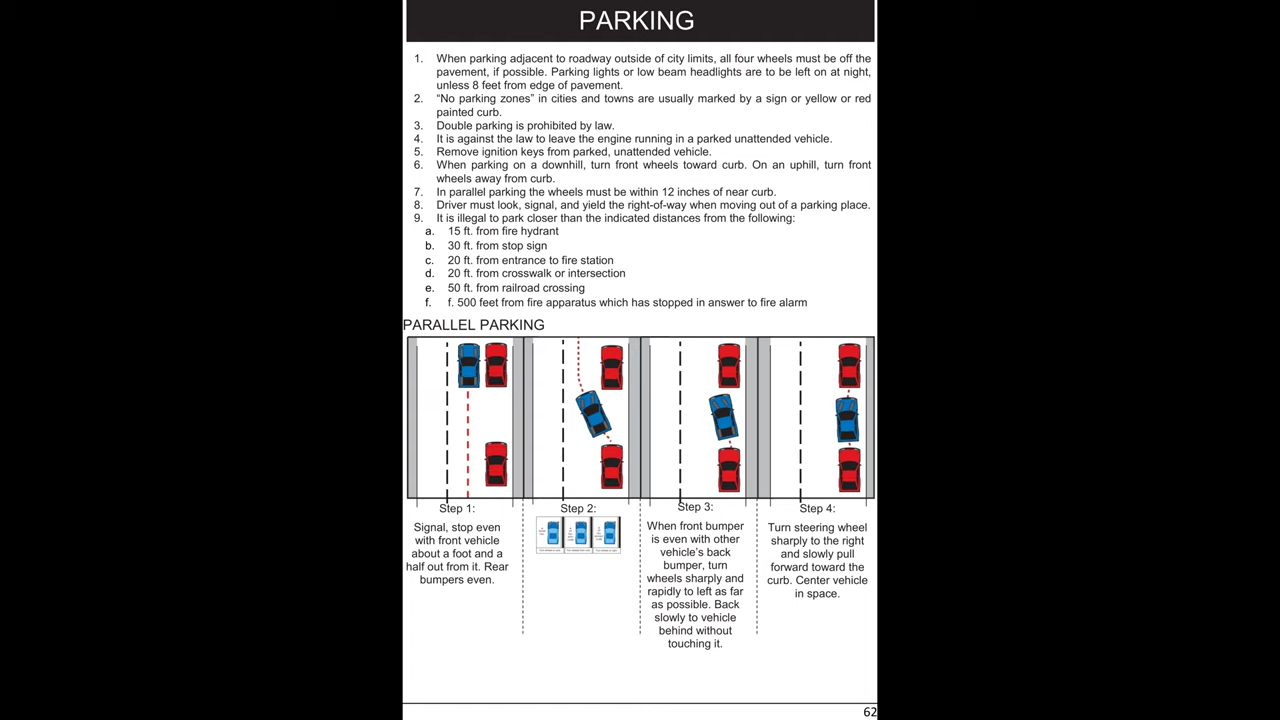 PARKING
1. When parking adjacent to roadway outside of city limits, all four wheels must be off the
pavement, if possible. Parking lights or low beam headlights are to be left on at night,
unless 8 feet from edge of pavement.
2. “No parking zones” in cities and towns are usually marked by a sign or yellow or red
painted curb.
3. Double parking is prohibited by law.
4. It is against the law to leave the engine running in a parked unattended vehicle.
5. Remove ignition keys from parked, unattended vehicle.
6. When parking on a downhill, turn front wheels toward curb. On an uphill, turn front
wheels away from curb.
7. In parallel parking the wheels must be within 12 inches of near curb.
8. Driver must look, signal, and yield the right-of-way when moving out of a parking place.
9. It is illegal to park closer than the indicated distances from the following:
a. 15 ft. from fire hydrant
b. 30 ft. from stop sign
c. 20 ft. from entrance to fire station
d. 20 ft. from crosswalk or intersection
e. 50 ft. from railroad crossing
f. f. 500 feet from fire apparatus which has stopped in answer to fire alarm
PARALLEL PARKING
Step 1:
Signal, stop even
with front vehicle
about a foot and a
half out from it. Rear
bumpers even.
Step 2:
Step 3:
When front bumper
is even with other
vehicle’s back
bumper, turn
wheels sharply and
rapidly to left as far
as possible. Back
slowly to vehicle
behind without
touching it.
Step 4:
Turn steering wheel
sharply to the right
and slowly pull
forward toward the
curb. Center vehicle
in space.
62